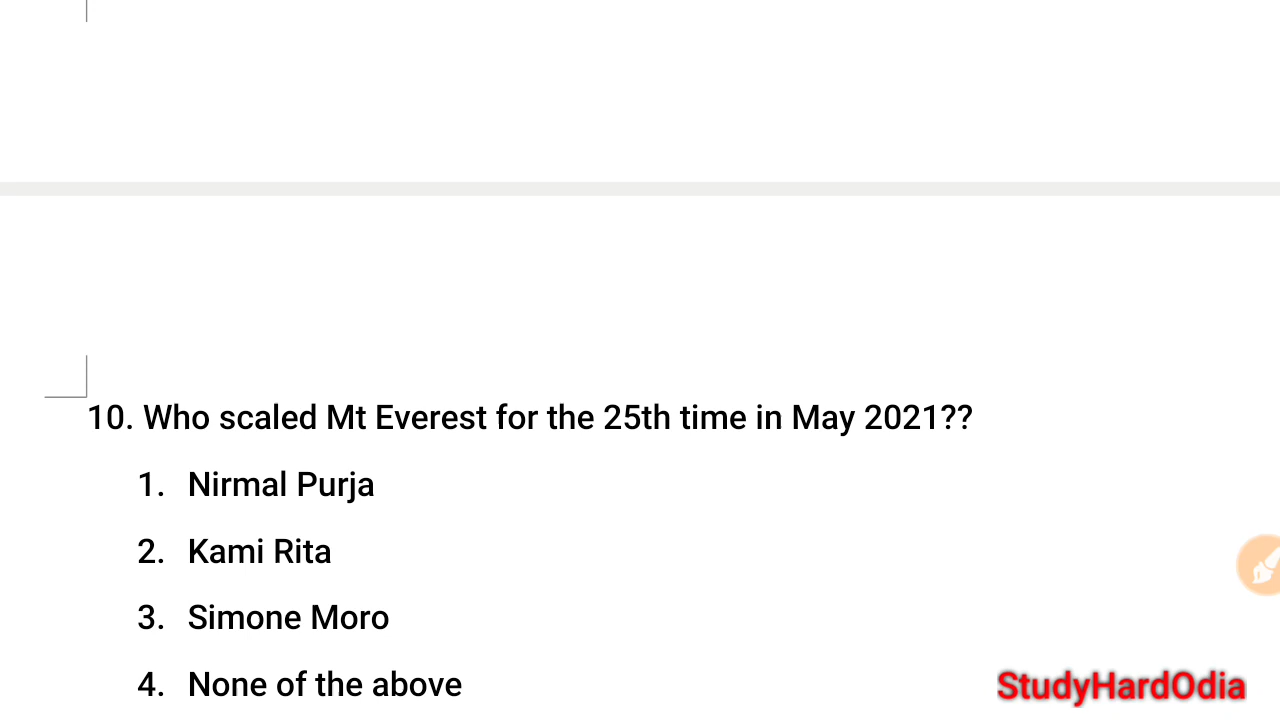 10. Who scaled Mt Everest for the 25th time in May 2021??
1. Nirmal Purja
2. Kami Rita
3. Simone Moro
4. None of the above
StudyHardOdia